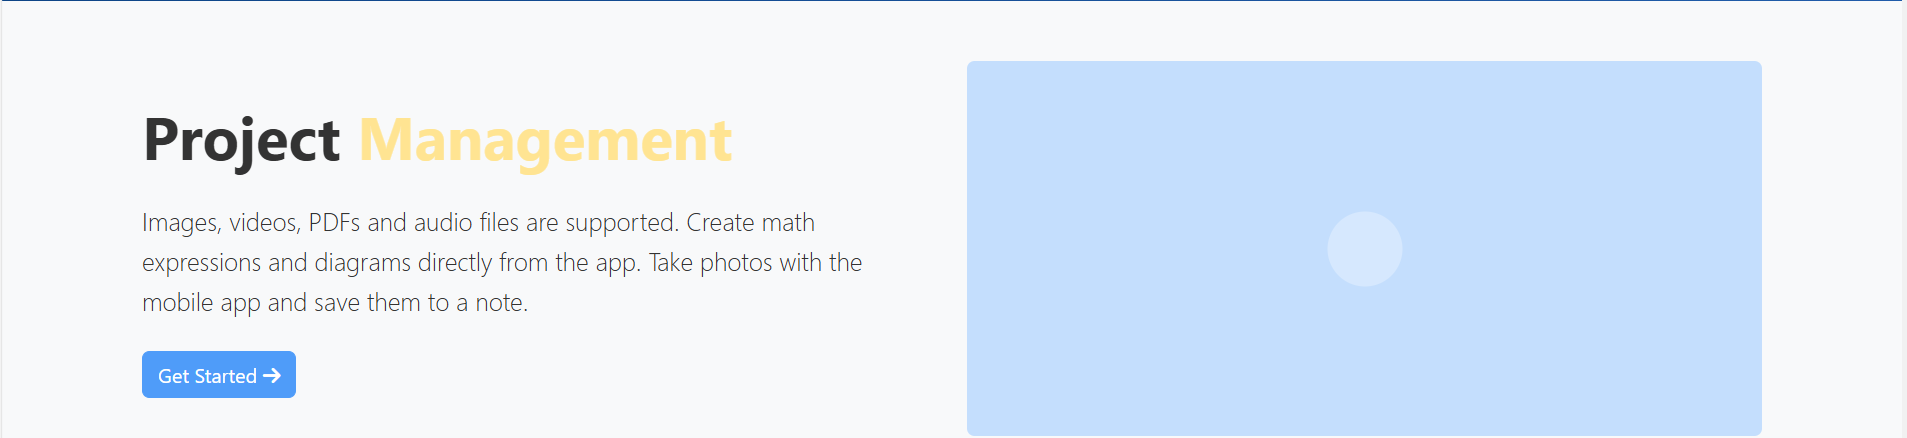 Project Management
Images, videos, PDFs and audio files are supported. Create math
expressions and diagrams directly from the app. Take photos with the
mobile app and save them to a note.
Get Started